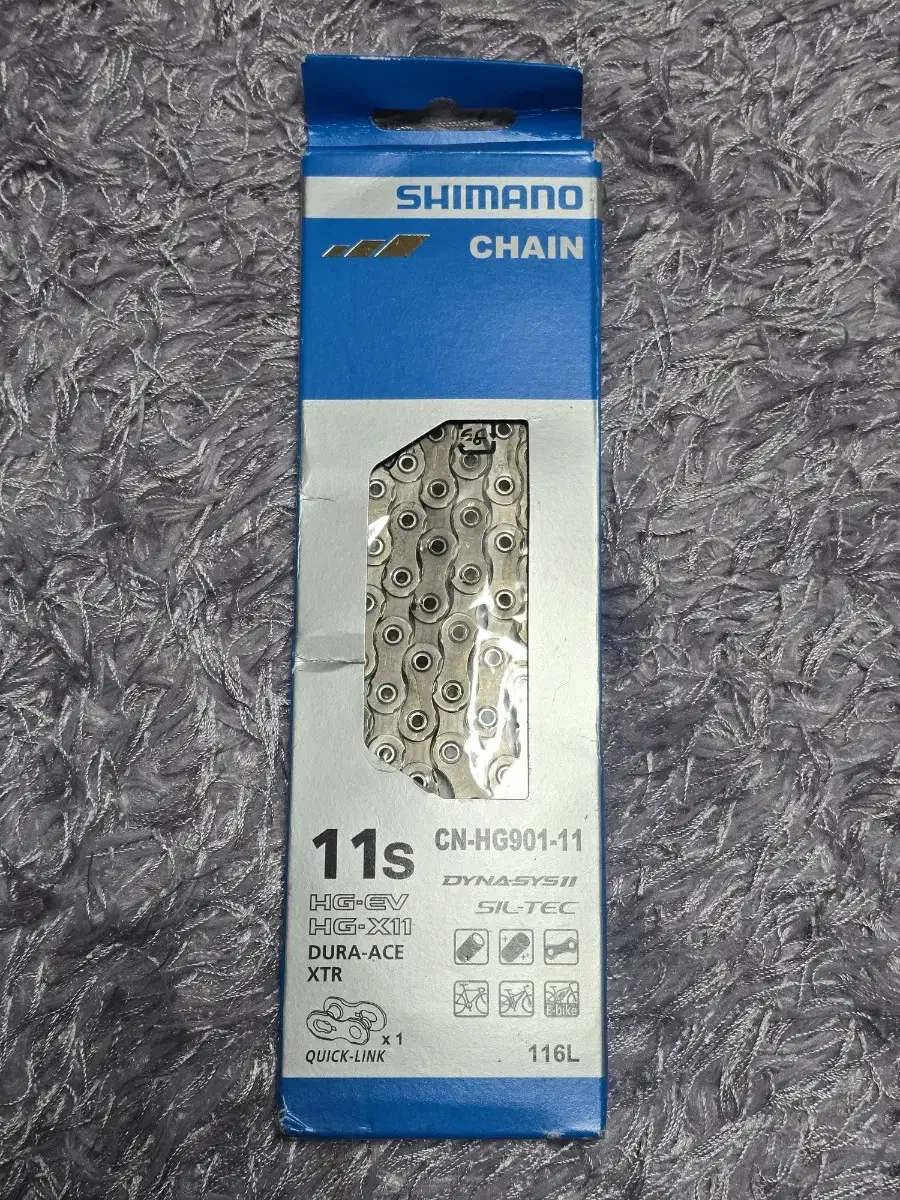 SHIMANO
CHAIN
11s
CN-HG901-11
HG-EV
HG-X11
DYNA-SYS11
SIL-TEC
DURA-ACE
XTR
E-bike
x 1
QUICK-LINK
116L